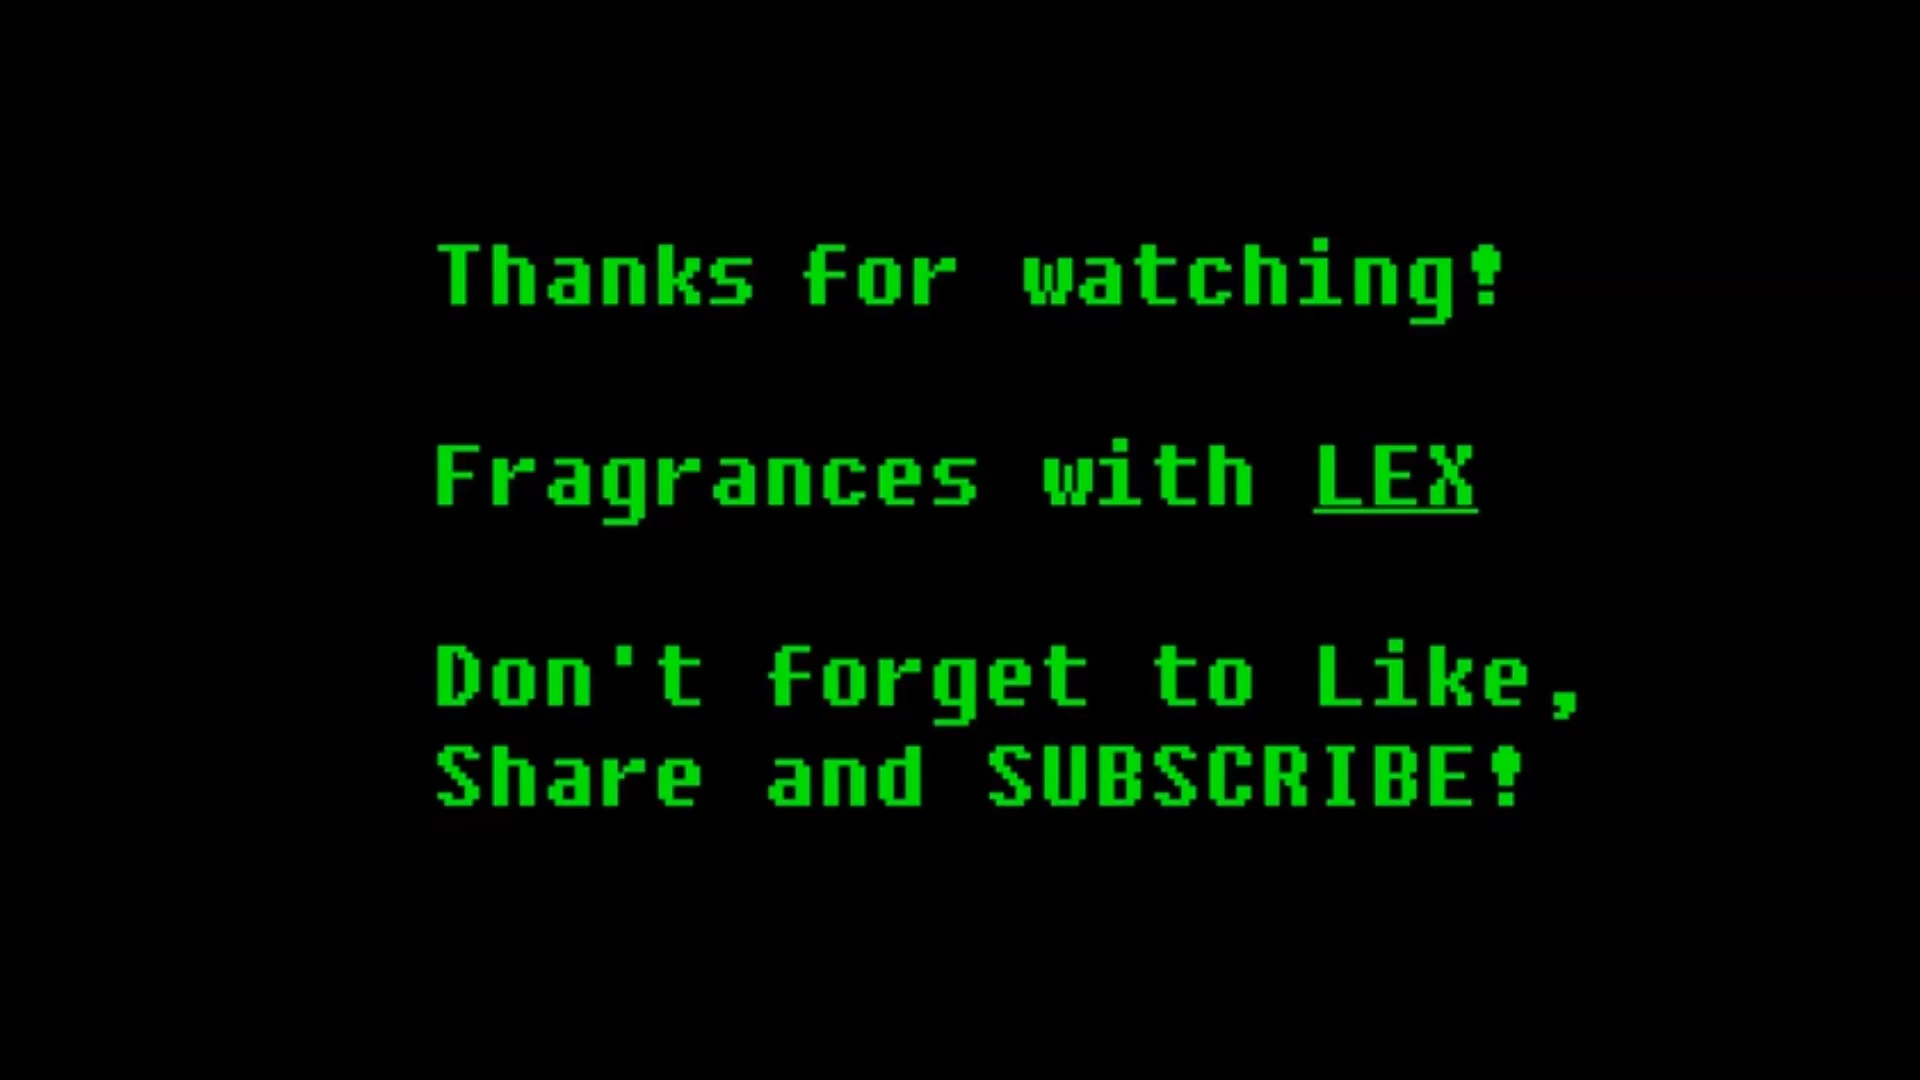 Thanks for watching!
Fragrances with LEX
Don't forget to Like,
Share and SUBSCRIBE!